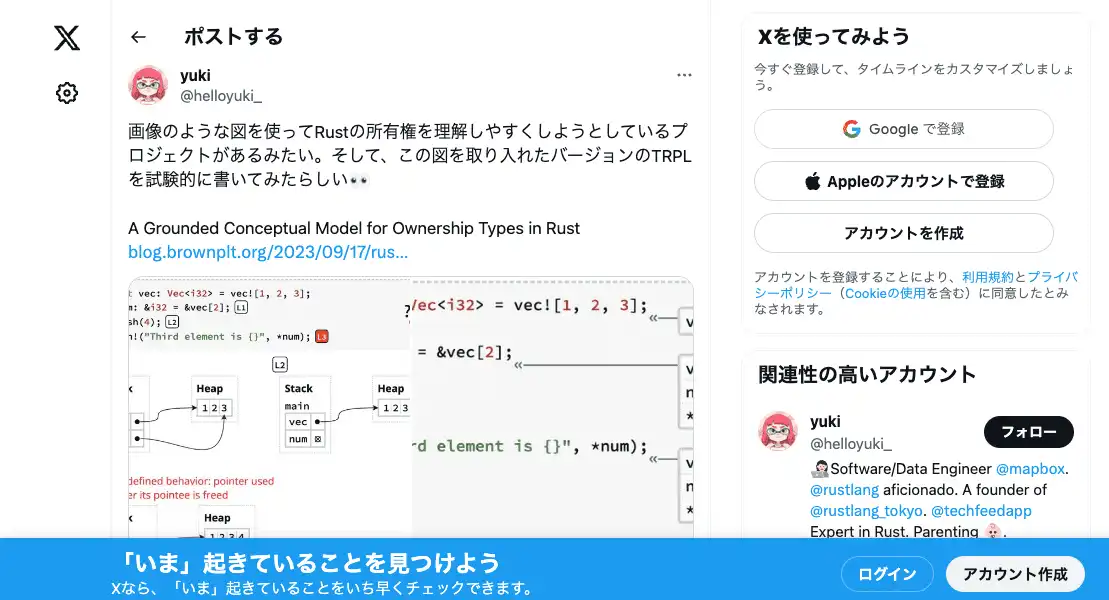 ポストする
yuki
@helloyuki_
画像のような図を使ってRustの所有権を理解しやすくしようとしているプ
ロジェクトがあるみたい。そして、この図を取り入れたバージョンのTRPL
を試験的に書いてみたらしい👀
A Grounded Conceptual Model for Ownership Types in Rust
blog.brownplt.org/2023/09/17/rus...
t vec: Vec<i32> = vec![1, 2, 3];
m: &i32 = &vec[2]; L1
sh(4); L2
n!("Third element is {}", *num); L3
L2
Heap
1 2 3
Stack
main
vec
num
Heap
1 2 3
defined behavior: pointer used
er its pointee is freed
Heap
1 2 3 4
?
Vec<i32> = vec![1, 2, 3];
= &vec[2];
rd element is {}", *num);
Xを使ってみよう
今すぐ登録して、タイムラインをカスタマイズしましょ
う。
Google で登録
Appleのアカウントで登録
アカウントを作成
アカウントを登録することにより、利用規約とプライバ
シーポリシー（Cookieの使用を含む）に同意したとみ
なされます。
関連性の高いアカウント
yuki
@helloyuki_
フォロー
Software/Data Engineer @mapbox.
@rustlang aficionado. A founder of
@rustlang_tokyo. @techfeedapp
Expert in Rust. Parenting
「いま」起きていることを見つけよう
Xなら、「いま」起きていることをいち早くチェックできます。
ログイン
アカウント作成